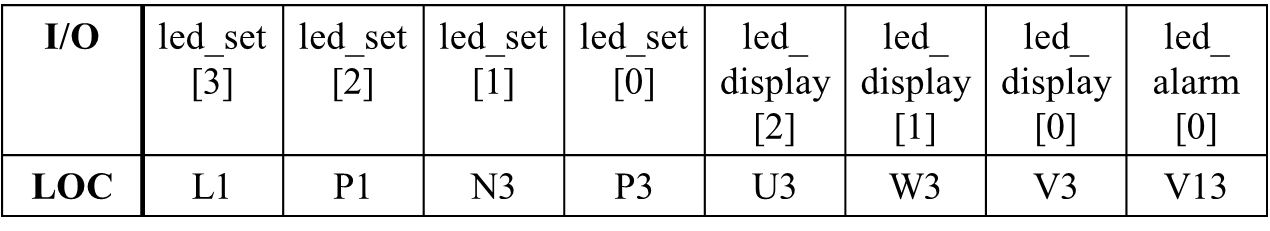 I/O led_set led_set led_set led_set led_ led_ led_ led_
[3] [2] [1] [0] display display display alarm
[2] [1] [0] [0]
LOC L1 P1 N3 P3 U3 W3 V3 V13